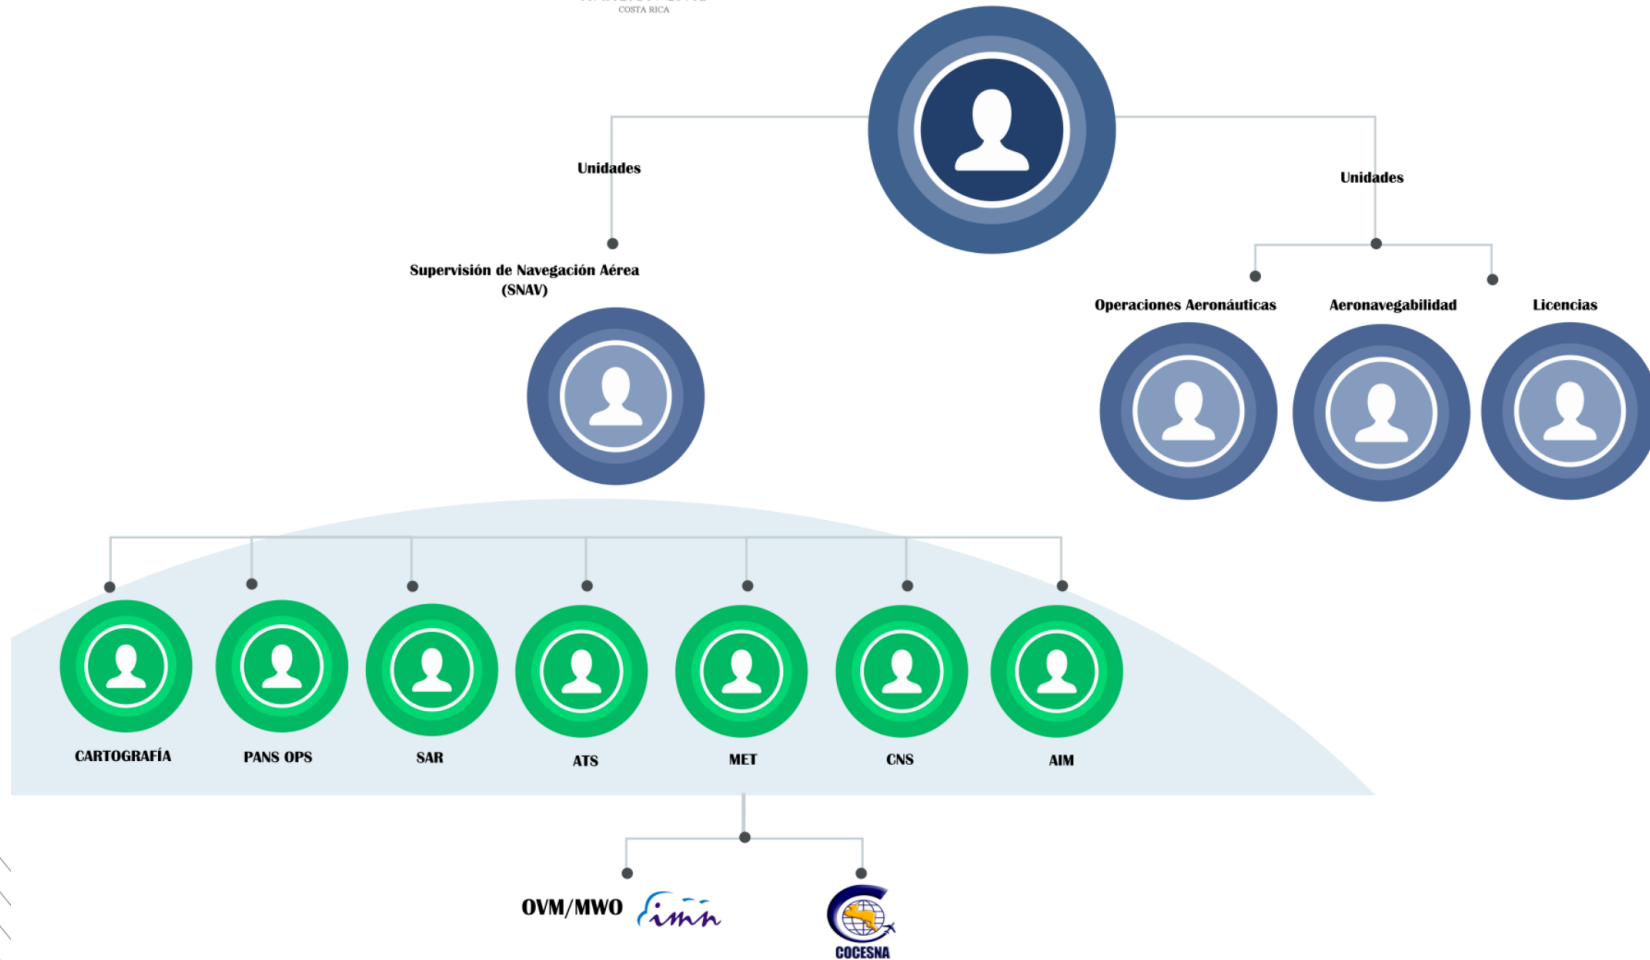 COSTA RICA
Unidades
Unidades
Supervisión de Navegación Aérea
(SNAV)
Operaciones Aeronáuticas
Aeronavegabilidad
Licencias
CARTOGRAFÍA
PANS OPS
SAR
ATS
MET
CNS
AIM
OVM/MWO
imn
COCESNA